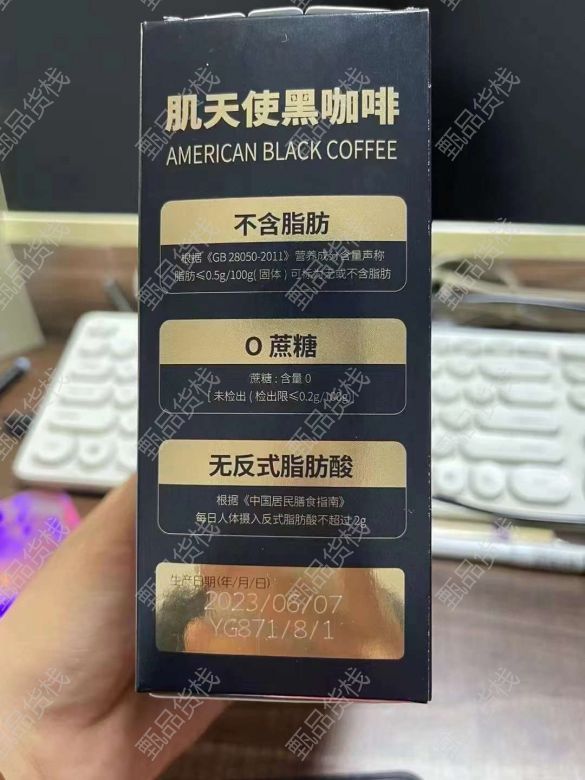 肌天使黑咖啡
AMERICAN BLACK COFFEE
不含脂肪
根据《GB 28050-2011》营养成分含量声称
脂肪≤0.5g/100g(固体)可标为无或不含脂肪
0 蔗糖
蔗糖:含量0
[未检出(检出限≤0.2g/100g]
无反式脂肪酸
根据《中国居民膳食指南》
每日人体摄入反式脂肪酸不超过2g
生产日期(年/月/日)
2023/06/07
YG871/8/1
甄品货栈